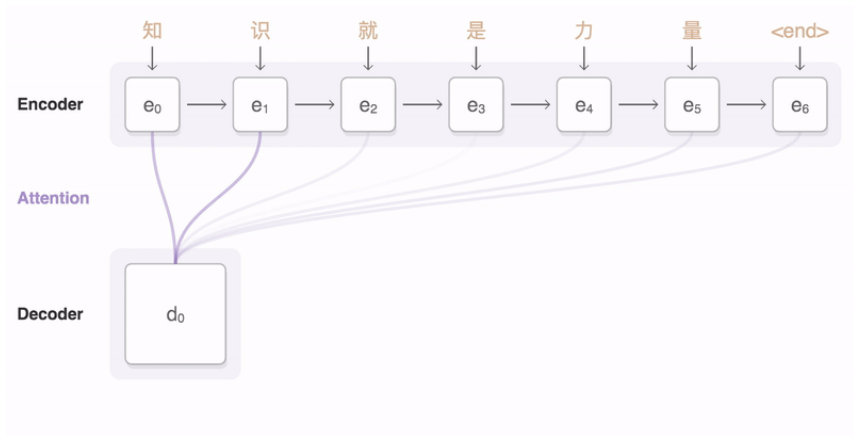 知 识 就 是 力 量 <end>
Encoder e₀ e₁ e₂ e₃ e₄ e₅ e₆
Attention
Decoder d₀